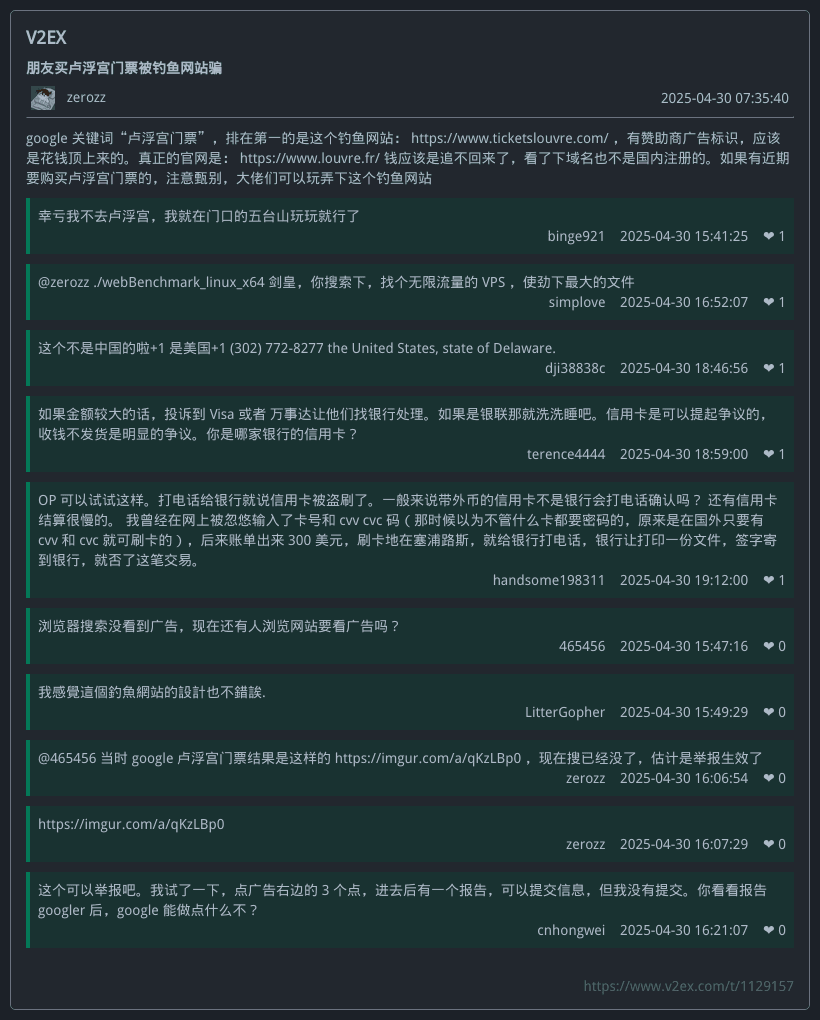 V2EX
朋友买卢浮宫门票被钓鱼网站骗
zerozz 2025-04-30 07:35:40
google 关键词“卢浮宫门票”，排在第一的是这个钓鱼网站： https://www.ticketslouvre.com/ ，有赞助商广告标识，应该
是花钱顶上来的。真正的官网是： https://www.louvre.fr/ 钱应该是追不回来了，看了下域名也不是国内注册的。如果有近期
要购买卢浮宫门票的，注意甄别，大佬们可以玩弄下这个钓鱼网站
幸亏我不去卢浮宫，我就在门口的五台山玩玩就行了
binge921 2025-04-30 15:41:25 ❤ 1
@zerozz ./webBenchmark_linux_x64 剑皇，你搜索下，找个无限流量的 VPS ，使劲下最大的文件
simplove 2025-04-30 16:52:07 ❤ 1
这个不是中国的啦+1 是美国+1 (302) 772-8277 the United States, state of Delaware.
dji38838c 2025-04-30 18:46:56 ❤ 1
如果金额较大的话，投诉到 Visa 或者 万事达让他们找银行处理。如果是银联那就洗洗睡吧。信用卡是可以提起争议的，
收钱不发货是明显的争议。你是哪家银行的信用卡？
terence4444 2025-04-30 18:59:00 ❤ 1
OP 可以试试这样。打电话给银行就说信用卡被盗刷了。一般来说带外币的信用卡不是银行会打电话确认吗？ 还有信用卡
结算很慢的。 我曾经在网上被忽悠输入了卡号和 cvv cvc 码（那时候以为不管什么卡都要密码的，原来是在国外只要有
cvv 和 cvc 就可刷卡的），后来账单出来 300 美元，刷卡地在塞浦路斯，就给银行打电话，银行让打印一份文件，签字寄
到银行，就否了这笔交易。
handsome198311 2025-04-30 19:12:00 ❤ 1
浏览器搜索没看到广告，现在还有人浏览网站要看广告吗？
465456 2025-04-30 15:47:16 ❤ 0
我感覺這個釣魚網站的設計也不錯誒.
LitterGopher 2025-04-30 15:49:29 ❤ 0
@465456 当时 google 卢浮宫门票结果是这样的 https://imgur.com/a/qKzLBp0 ，现在搜已经没了，估计是举报生效了
zerozz 2025-04-30 16:06:54 ❤ 0
https://imgur.com/a/qKzLBp0
zerozz 2025-04-30 16:07:29 ❤ 0
这个可以举报吧。我试了一下，点广告右边的 3 个点，进去后有一个报告，可以提交信息，但我没有提交。你看看报告
googler 后，google 能做点什么不？
cnhongwei 2025-04-30 16:21:07 ❤ 0
https://www.v2ex.com/t/1129157